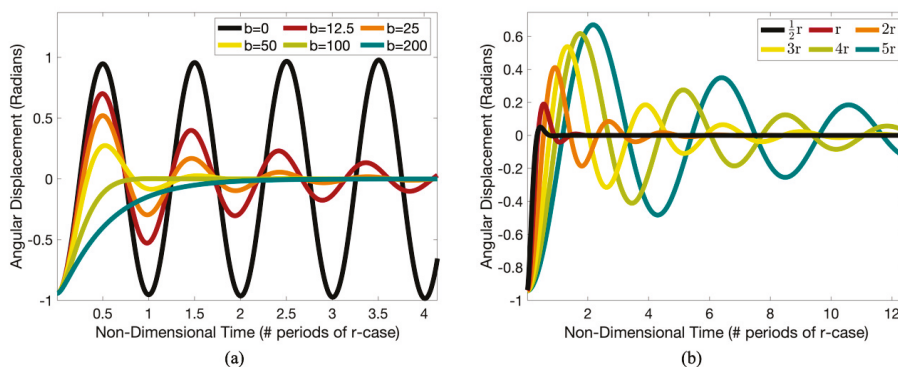 b=0 b=12.5 b=25
b=50 b=100 b=200
Angular Displacement (Radians)
1
0.5
0
-0.5
-1
0.5 1 1.5 2 2.5 3 3.5 4
Non-Dimensional Time (# periods of r-case)
(a)
½r r 2r
3r 4r 5r
Angular Displacement (Radians)
0.6
0.4
0.2
0
-0.2
-0.4
-0.6
-0.8
-1
2 4 6 8 10 12
Non-Dimensional Time (# periods of r-case)
(b)